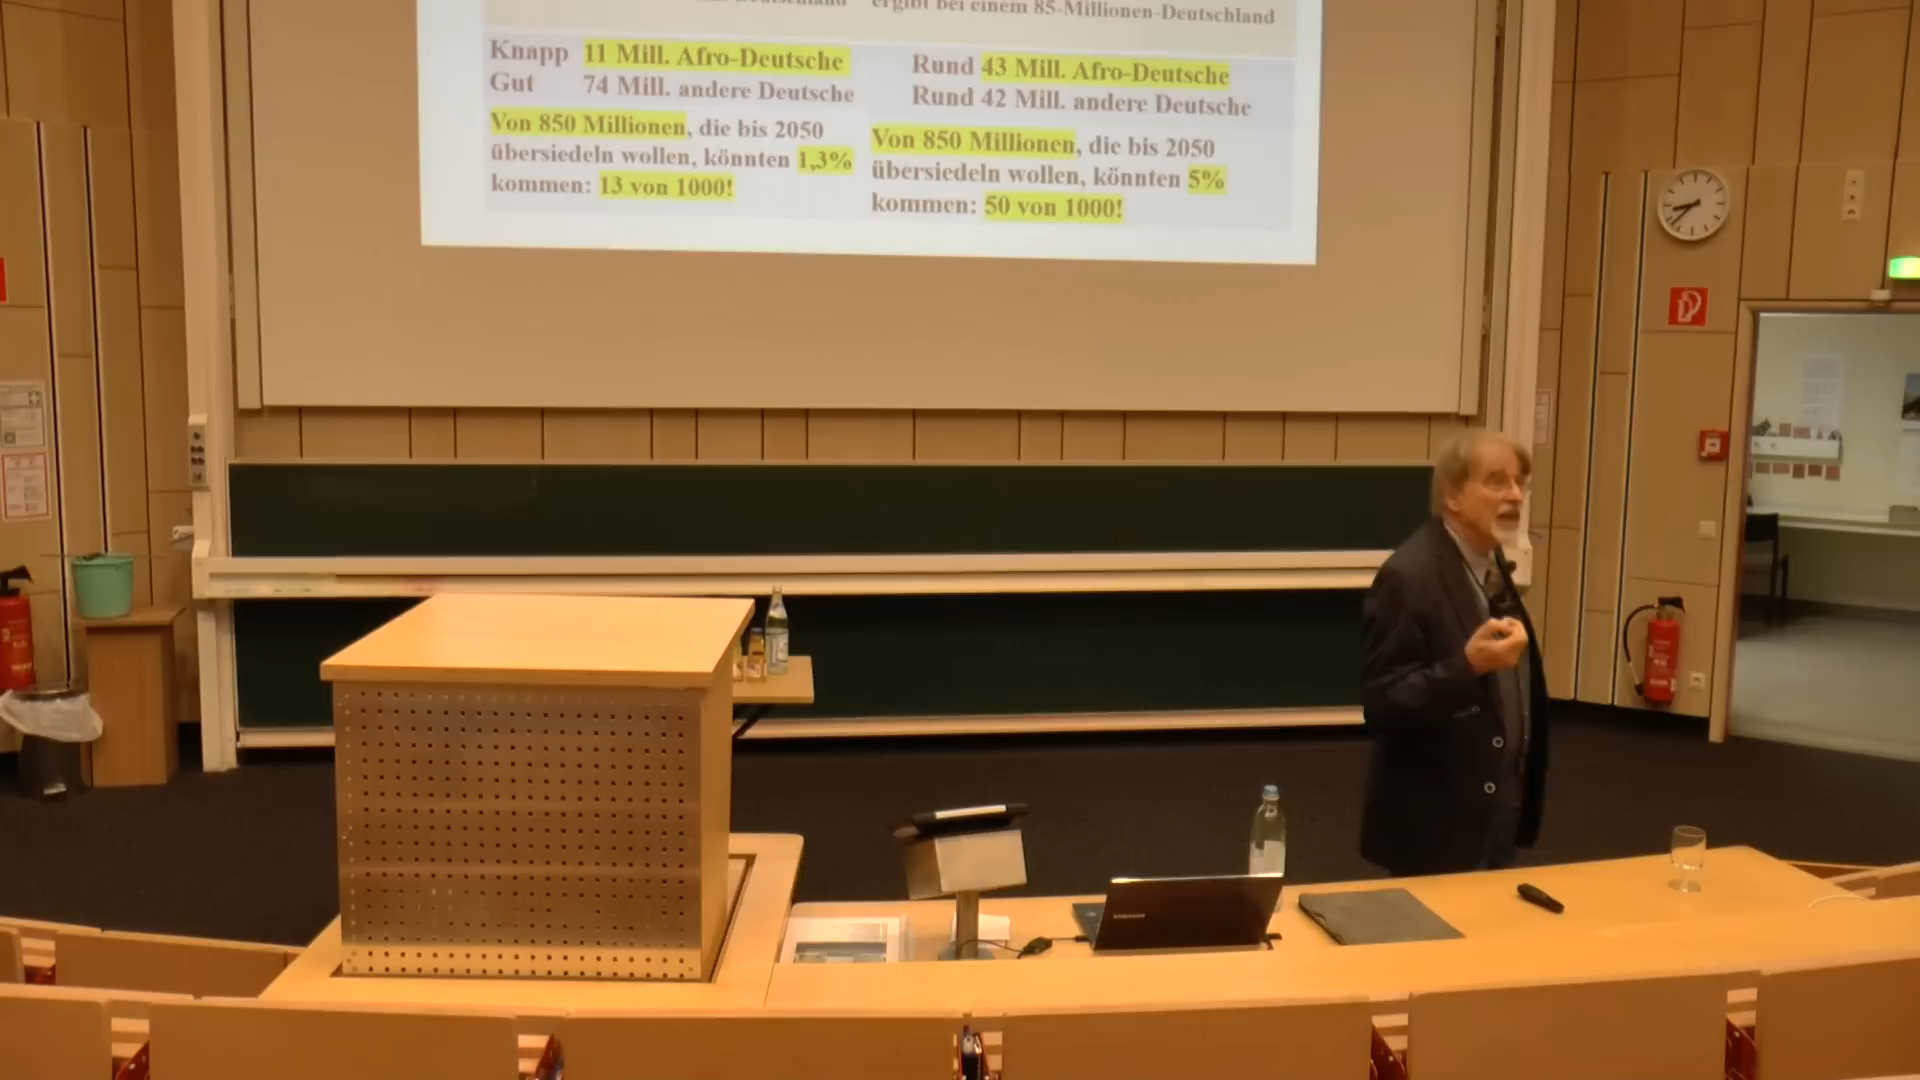 Deutschland
ergibt bei einem 85-Millionen-Deutschland
Knapp 11 Mill. Afro-Deutsche
Gut 74 Mill. andere Deutsche
Von 850 Millionen, die bis 2050
übersiedeln wollen, könnten 1,3%
kommen: 13 von 1000!
Rund 43 Mill. Afro-Deutsche
Rund 42 Mill. andere Deutsche
Von 850 Millionen, die bis 2050
übersiedeln wollen, könnten 5%
kommen: 50 von 1000!
SAMSUNG